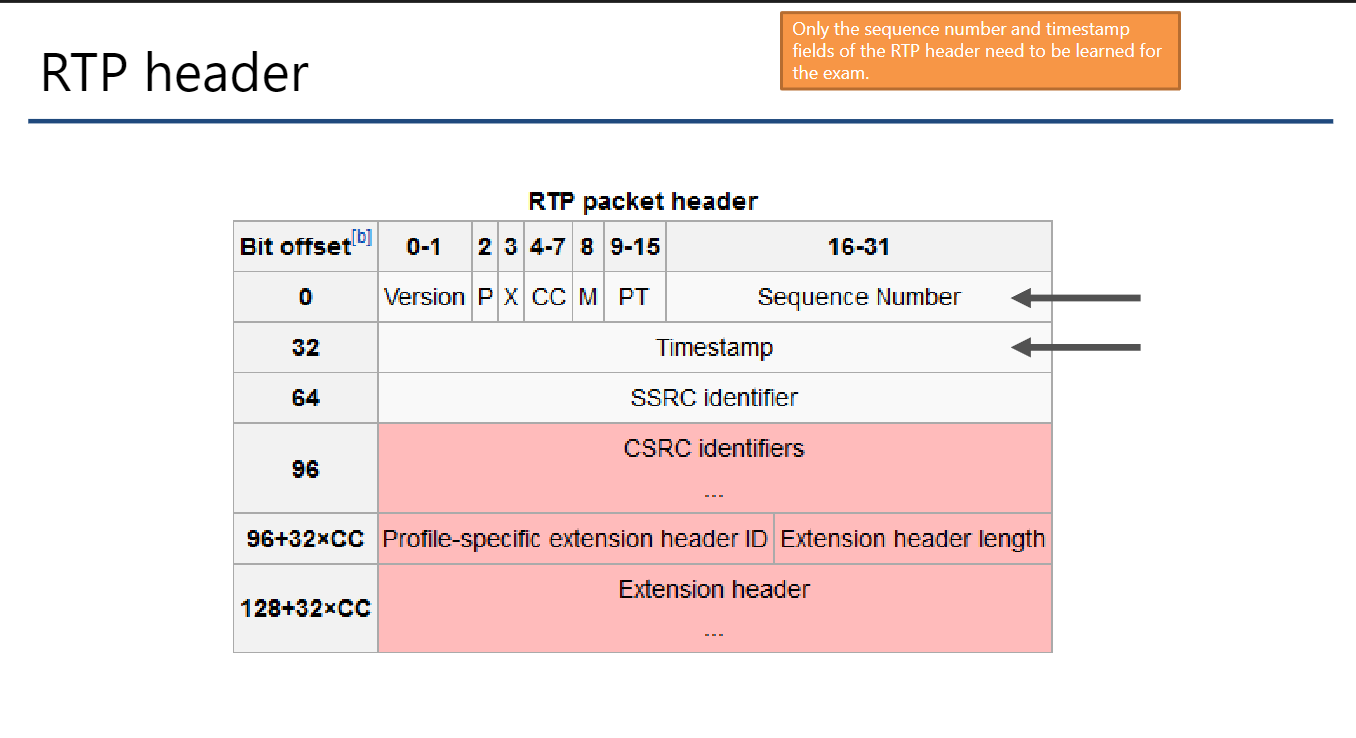 Only the sequence number and timestamp
fields of the RTP header need to be learned for
the exam.
RTP header
RTP packet header
Bit offset[b] 0-1 2 3 4-7 8 9-15 16-31
0 Version P X CC M PT Sequence Number
32 Timestamp
64 SSRC identifier
96 CSRC identifiers
...
96+32×CC Profile-specific extension header ID Extension header length
128+32×CC Extension header
...